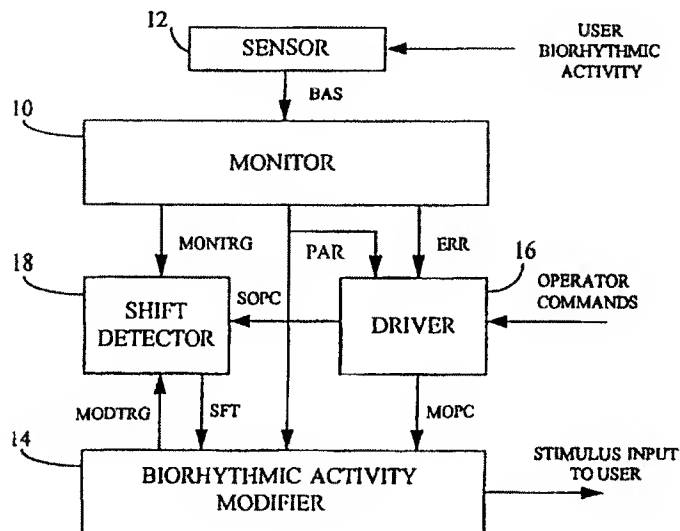 12
SENSOR
USER
BIORHYTHMIC
ACTIVITY
BAS
10
MONITOR
MONTRG
PAR
ERR
18
16
SHIFT
DETECTOR
SOPC
DRIVER
OPERATOR
COMMANDS
MODTRG
SFT
MOPC
14
BIORHYTHMIC ACTIVITY
MODIFIER
STIMULUS INPUT
TO USER